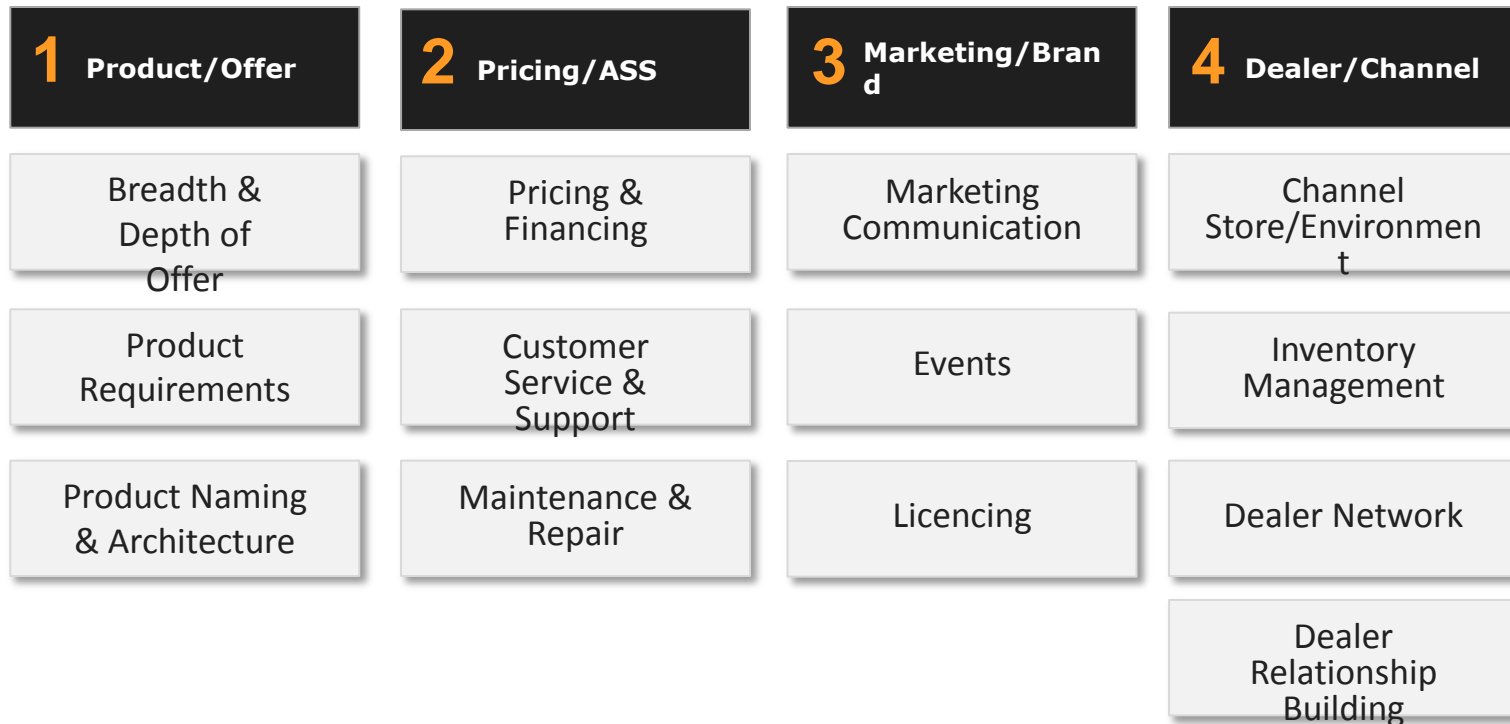 1 Product/Offer
2 Pricing/ASS
3 Marketing/Bran
d
4 Dealer/Channel
Breadth &
Depth of
Offer
Pricing &
Financing
Marketing
Communication
Channel
Store/Environmen
t
Product
Requirements
Customer
Service &
Support
Events
Inventory
Management
Product Naming
& Architecture
Maintenance &
Repair
Licencing
Dealer Network
Dealer
Relationship
Building